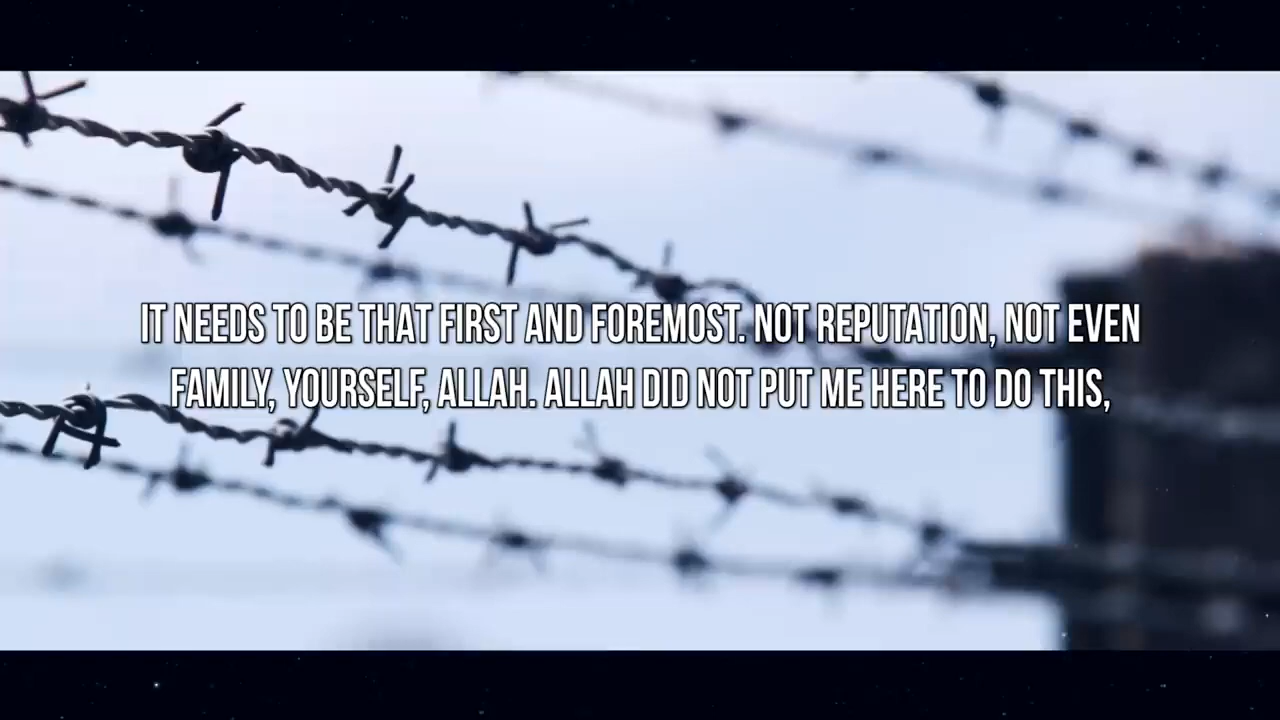 IT NEEDS TO BE THAT FIRST AND FOREMOST. NOT REPUTATION, NOT EVEN
FAMILY, YOURSELF, ALLAH. ALLAH DID NOT PUT ME HERE TO DO THIS,